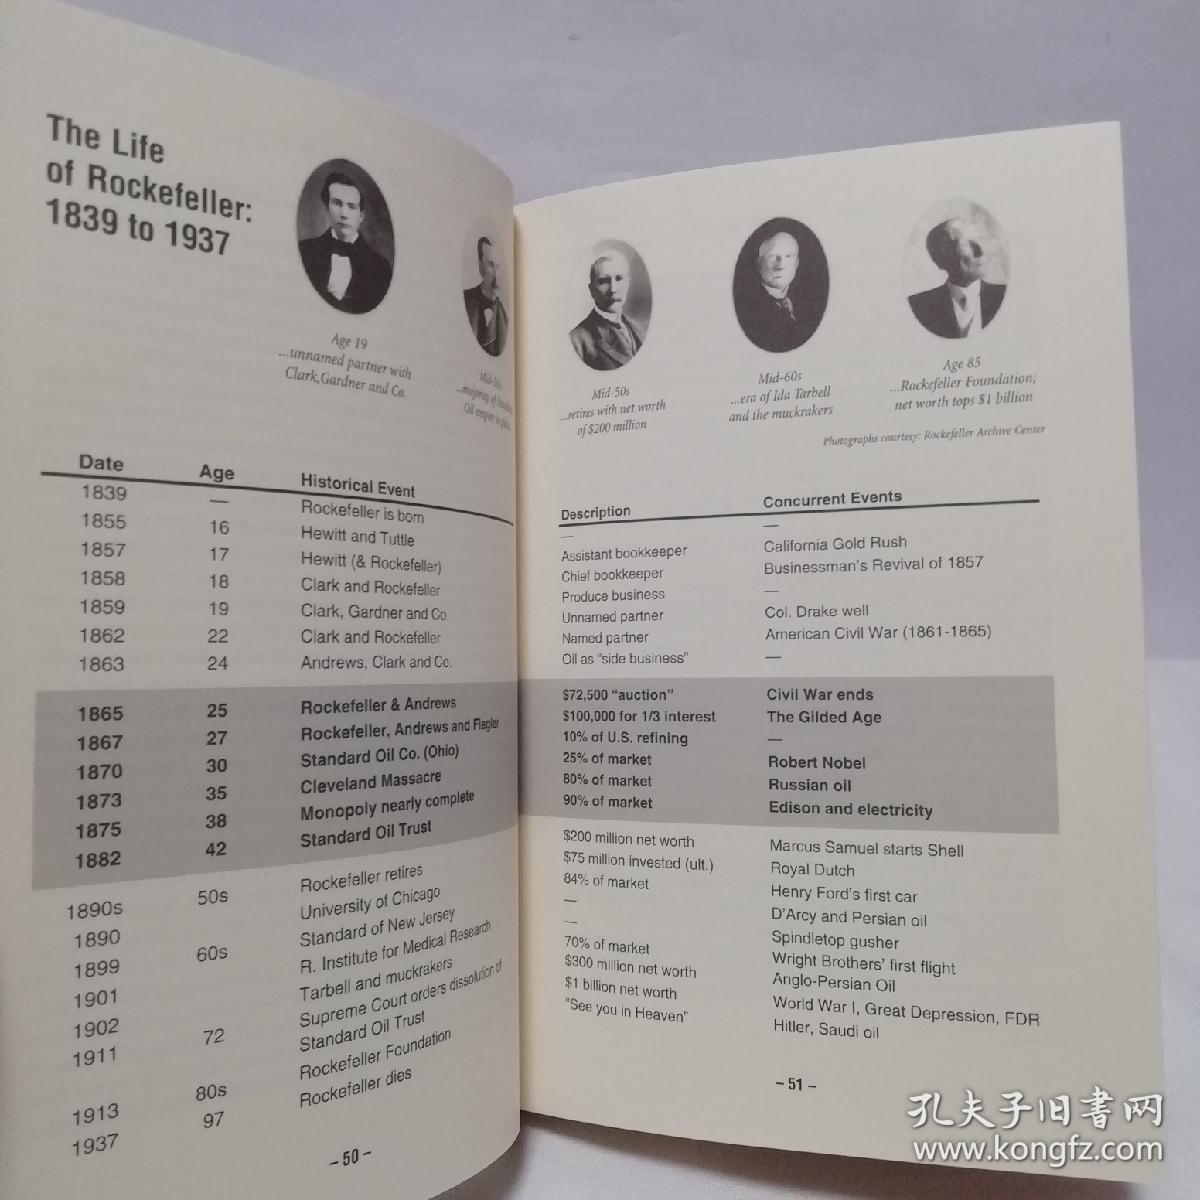 The Life
of Rockefeller:
1839 to 1937
Age 19
...unnamed partner with
Clark,Gardner and Co.
...majority of
Oil empire in place
Date Age Historical Event
1839 — Rockefeller is born
1855 16 Hewitt and Tuttle
1857 17 Hewitt (& Rockefeller)
1858 18 Clark and Rockefeller
1859 19 Clark, Gardner and Co.
1862 22 Clark and Rockefeller
1863 24 Andrews, Clark and Co.
1865 25 Rockefeller & Andrews
1867 27 Rockefeller, Andrews and Flagler
1870 30 Standard Oil Co. (Ohio)
1873 35 Cleveland Massacre
1875 38 Monopoly nearly complete
1882 42 Standard Oil Trust
1890s 50s Rockefeller retires
1890 University of Chicago
1899 60s Standard of New Jersey
1901 R. Institute for Medical Research
1902 Tarbell and muckrakers
1911 72 Supreme Court orders dissolution of
Standard Oil Trust
1913 80s Rockefeller Foundation
1937 97 Rockefeller dies
– 50 –
Mid-50s
...retires with net worth
of $200 million
Mid-60s
...era of Ida Tarbell
and the muckrakers
Age 85
...Rockefeller Foundation;
net worth tops $1 billion
Photographs courtesy: Rockefeller Archive Center
Description Concurrent Events
— —
Assistant bookkeeper California Gold Rush
Chief bookkeeper Businessman's Revival of 1857
Produce business —
Unnamed partner Col. Drake well
Named partner American Civil War (1861-1865)
Oil as "side business" —
$72,500 "auction" Civil War ends
$100,000 for 1/3 interest The Gilded Age
10% of U.S. refining —
25% of market Robert Nobel
80% of market Russian oil
90% of market Edison and electricity
$200 million net worth Marcus Samuel starts Shell
$75 million invested (ult.) Royal Dutch
84% of market Henry Ford's first car
— D'Arcy and Persian oil
— Spindletop gusher
70% of market Wright Brothers' first flight
$300 million net worth Anglo-Persian Oil
$1 billion net worth World War I, Great Depression, FDR
"See you in Heaven" Hitler, Saudi oil
– 51 –
孔夫子旧书网
www.kongfz.com